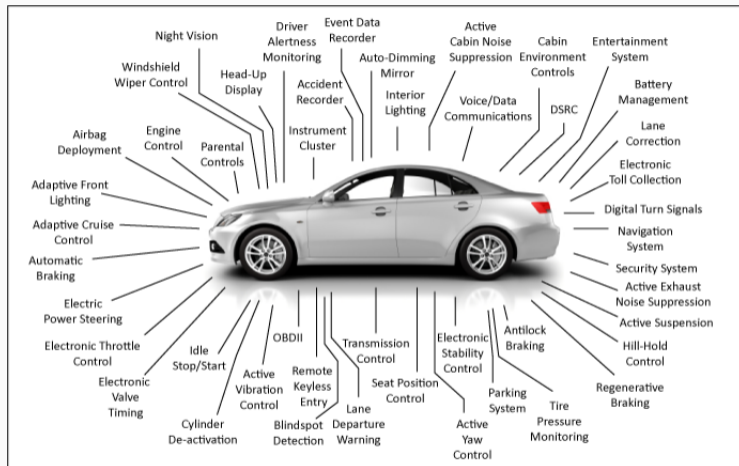 Night Vision
Windshield
Wiper Control
Driver
Alertness
Monitoring
Head-Up
Display
Event Data
Recorder
Accident
Recorder
Auto-Dimming
Mirror
Active
Cabin Noise
Suppression
Interior
Lighting
Cabin
Environment
Controls
Entertainment
System
Battery
Management
Voice/Data
Communications
DSRC
Lane
Correction
Instrument
Cluster
Engine
Control
Parental
Controls
Airbag
Deployment
Adaptive Front
Lighting
Adaptive Cruise
Control
Automatic
Braking
Electric
Power Steering
Electronic Throttle
Control
Electronic
Valve
Timing
Idle
Stop/Start
Cylinder
De-activation
Active
Vibration
Control
OBDII
Remote
Keyless
Entry
Blindspot
Detection
Lane
Departure
Warning
Transmission
Control
Seat Position
Control
Electronic
Stability
Control
Active
Yaw
Control
Parking
System
Antilock
Braking
Tire
Pressure
Monitoring
Electronic
Toll Collection
Digital Turn Signals
Navigation
System
Security System
Active Exhaust
Noise Suppression
Active Suspension
Hill-Hold
Control
Regenerative
Braking